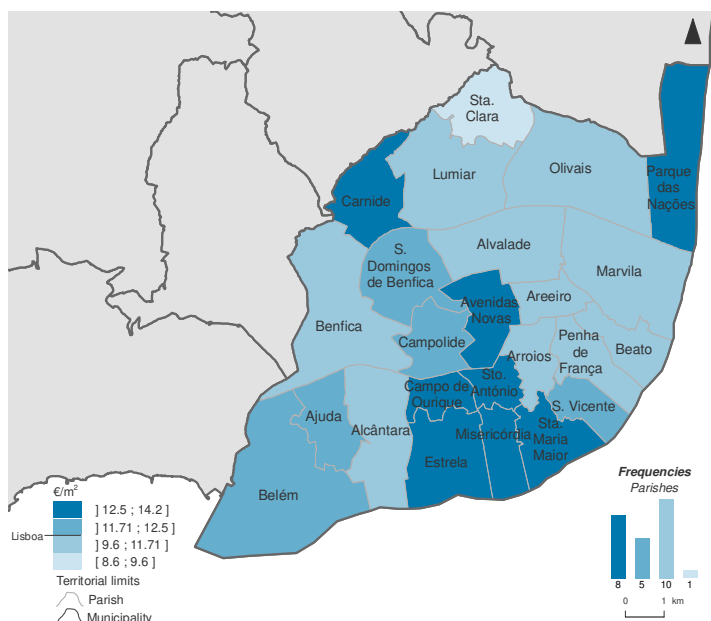 Sta.
Clara
Lumiar
Olivais
Parque
das
Nações
Carnide
S.
Domingos
de Benfica
Alvalade
Marvila
Avenidas
Novas
Areeiro
Benfica
Campolide
Arroios
Penha
de
França
Beato
Campo de
Ourique
Sto.
António
S. Vicente
Ajuda
Alcântara
Misericórdia
Sta.
Maria
Maior
Estrela
Belém
€/m²
] 12.5 ; 14.2 ]
] 11.71 ; 12.5 ]
Lisboa
] 9.6 ; 11.71 ]
[ 8.6 ; 9.6 ]
Territorial limits
Parish
Municipality
Frequencies
Parishes
8 5 10 1
0 1 km